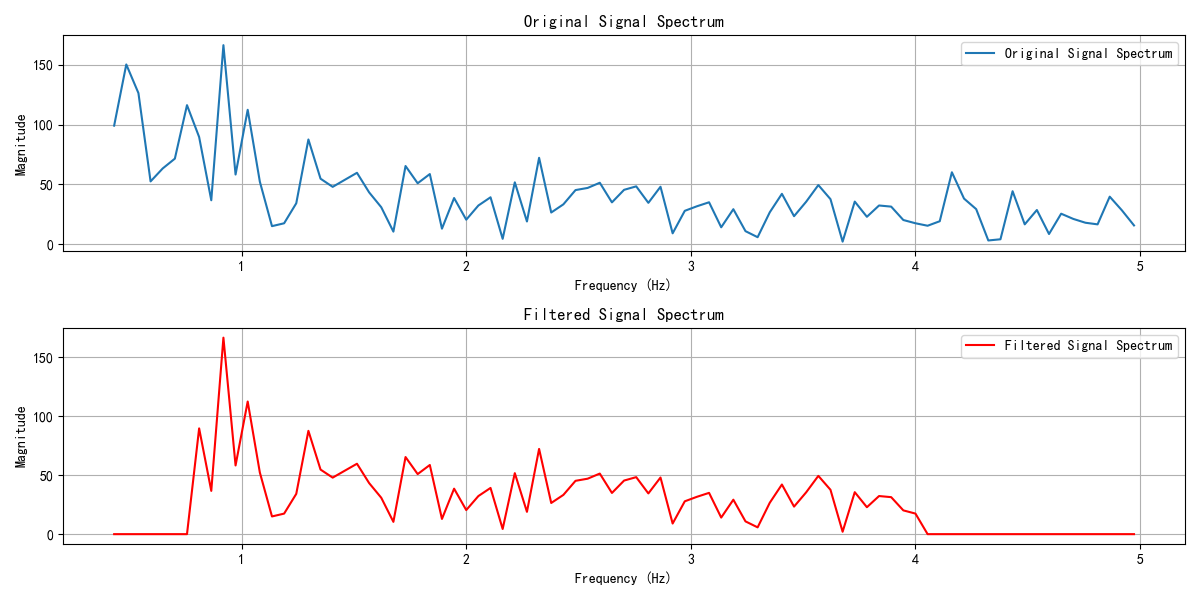 Original Signal Spectrum
Original Signal Spectrum
Magnitude
150
100
50
0
1 2 3 4 5
Frequency (Hz)
Filtered Signal Spectrum
Filtered Signal Spectrum
Magnitude
150
100
50
0
1 2 3 4 5
Frequency (Hz)